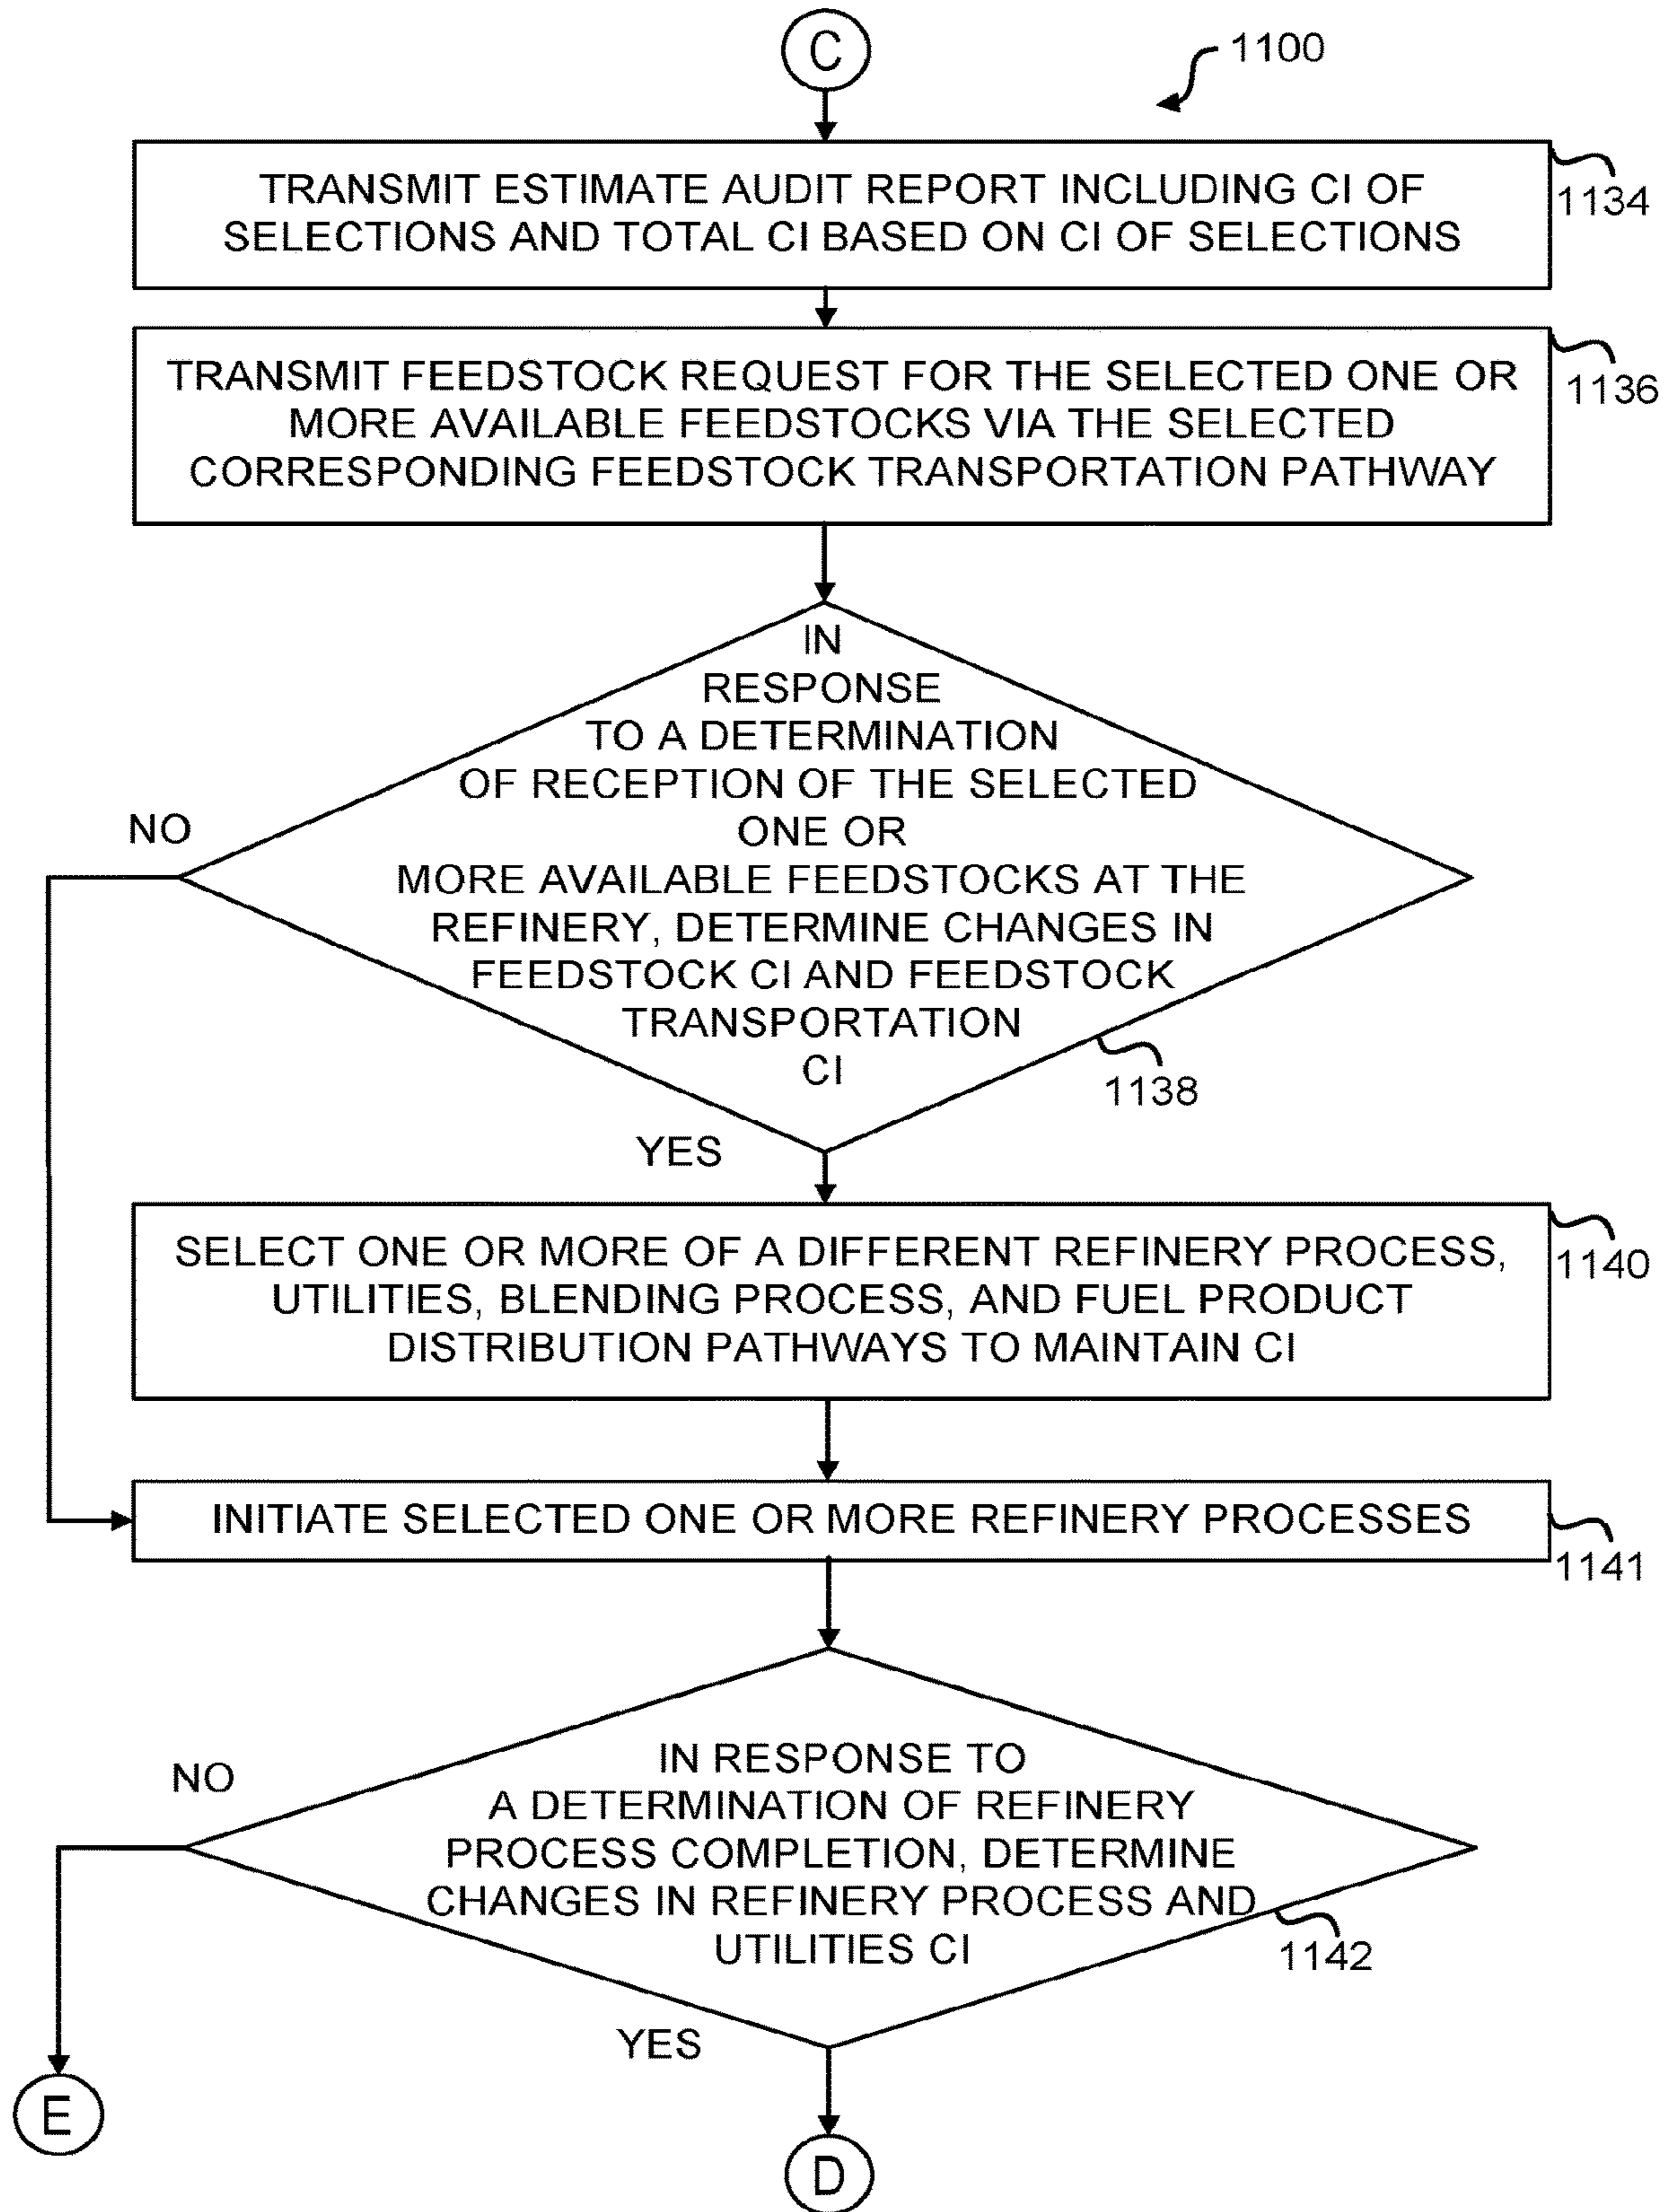 C
1100
TRANSMIT ESTIMATE AUDIT REPORT INCLUDING CI OF
SELECTIONS AND TOTAL CI BASED ON CI OF SELECTIONS
1134
TRANSMIT FEEDSTOCK REQUEST FOR THE SELECTED ONE OR
MORE AVAILABLE FEEDSTOCKS VIA THE SELECTED
CORRESPONDING FEEDSTOCK TRANSPORTATION PATHWAY
1136
IN
RESPONSE
TO A DETERMINATION
OF RECEPTION OF THE SELECTED
ONE OR
MORE AVAILABLE FEEDSTOCKS AT THE
REFINERY, DETERMINE CHANGES IN
FEEDSTOCK CI AND FEEDSTOCK
TRANSPORTATION
CI
1138
NO
YES
SELECT ONE OR MORE OF A DIFFERENT REFINERY PROCESS,
UTILITIES, BLENDING PROCESS, AND FUEL PRODUCT
DISTRIBUTION PATHWAYS TO MAINTAIN CI
1140
INITIATE SELECTED ONE OR MORE REFINERY PROCESSES
1141
IN RESPONSE TO
A DETERMINATION OF REFINERY
PROCESS COMPLETION, DETERMINE
CHANGES IN REFINERY PROCESS AND
UTILITIES CI
1142
NO
YES
E
D